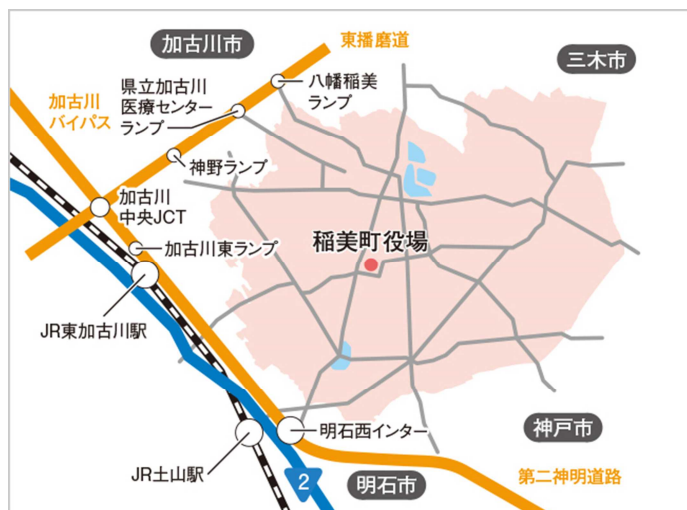 加古川市
東播磨道
三木市
県立加古川
医療センター
ランプ
八幡稲美
ランプ
加古川
バイパス
神野ランプ
加古川
中央JCT
加古川東ランプ
稲美町役場
JR東加古川駅
明石西インター
神戸市
JR土山駅
2
明石市
第二神明道路